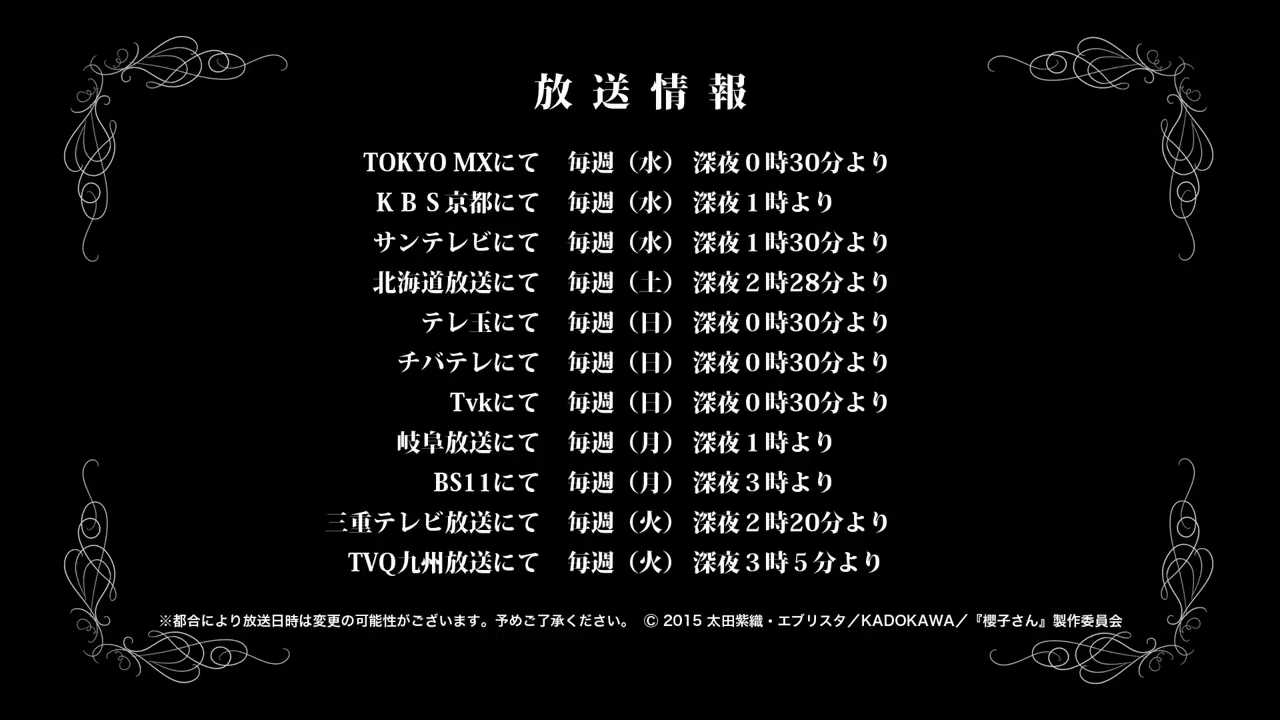 放送情報
TOKYO MXにて 毎週（水） 深夜０時30分より
ＫＢＳ京都にて 毎週（水） 深夜１時より
サンテレビにて 毎週（水） 深夜１時30分より
北海道放送にて 毎週（土） 深夜２時28分より
テレ玉にて 毎週（日） 深夜０時30分より
チバテレにて 毎週（日） 深夜０時30分より
Tvkにて 毎週（日） 深夜０時30分より
岐阜放送にて 毎週（月） 深夜１時より
BS11にて 毎週（月） 深夜３時より
三重テレビ放送にて 毎週（火） 深夜２時20分より
TVQ九州放送にて 毎週（火） 深夜３時５分より
※都合により放送日時は変更の可能性がございます。予めご了承ください。 © 2015 太田紫織・エブリスタ／KADOKAWA／『櫻子さん』製作委員会